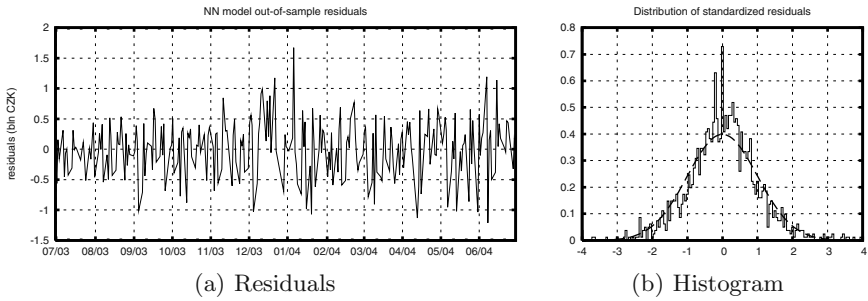 NN model out-of-sample residuals
2
1.5
1
0.5
0
-0.5
-1
-1.5
residuals (bln CZK)
07/03 08/03 09/03 10/03 11/03 12/03 01/04 02/04 03/04 04/04 05/04 06/04
(a) Residuals
Distribution of standardized residuals
0.8
0.7
0.6
0.5
0.4
0.3
0.2
0.1
0
-4 -3 -2 -1 0 1 2 3 4
(b) Histogram